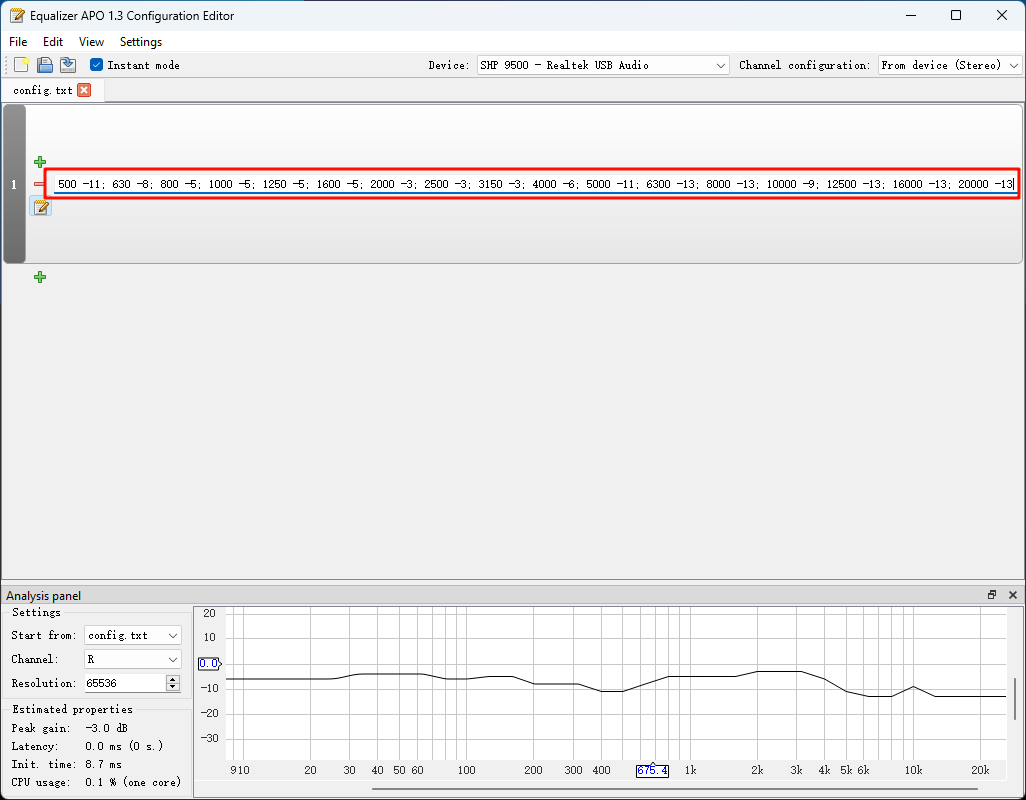 Equalizer APO 1.3 Configuration Editor
File Edit View Settings
Instant mode Device: SHP 9500 - Realtek USB Audio Channel configuration: From device (Stereo)
config.txt
1
500 -11; 630 -8; 800 -5; 1000 -5; 1250 -5; 1600 -5; 2000 -3; 2500 -3; 3150 -3; 4000 -6; 5000 -11; 6300 -13; 8000 -13; 10000 -9; 12500 -13; 16000 -13; 20000 -13
Analysis panel
Settings
Start from: config.txt
Channel: R
Resolution: 65536
Estimated properties
Peak gain: -3.0 dB
Latency: 0.0 ms (0 s.)
Init. time: 8.7 ms
CPU usage: 0.1 % (one core)
20
10
0.0
-10
-20
-30
9 10 20 30 40 50 60 100 200 300 400 675.4 1k 2k 3k 4k 5k 6k 10k 20k